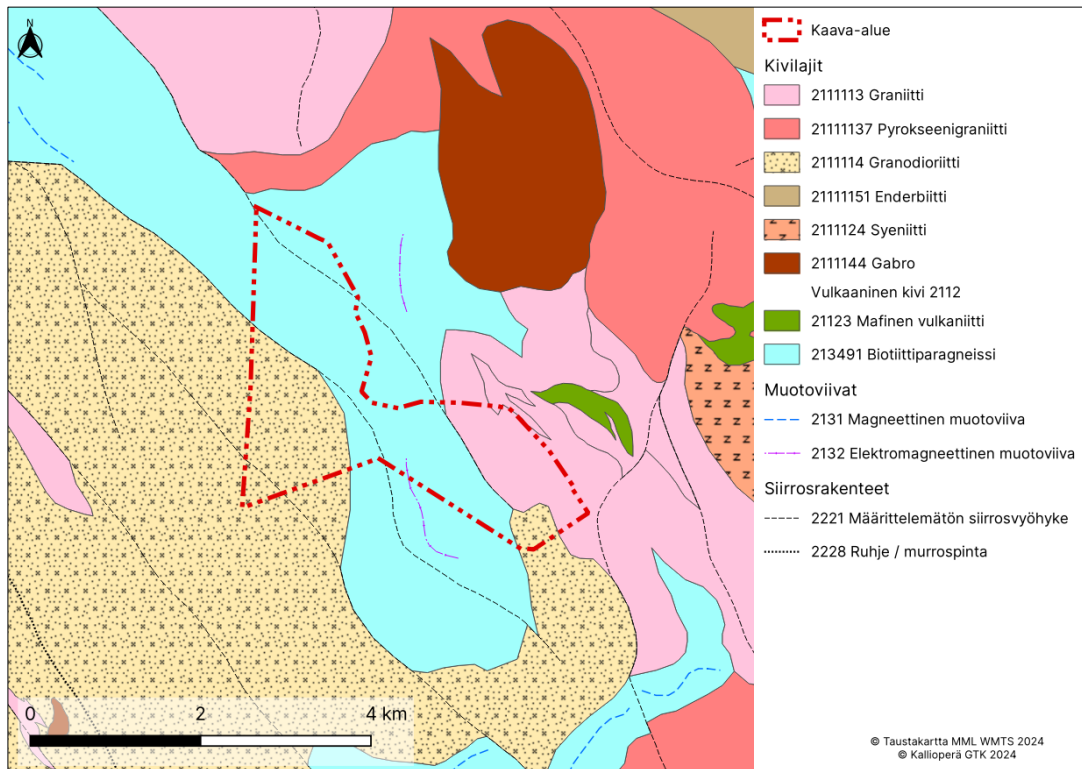 N
Kaava-alue
Kivilajit
2111113 Graniitti
21111137 Pyrokseenigraniitti
2111114 Granodioriitti
21111151 Enderbiitti
2111124 Syeniitti
2111144 Gabro
Vulkaaninen kivi 2112
21123 Mafinen vulkaniitti
213491 Biotiittiparagneissi
Muotoviivat
2131 Magneettinen muotoviiva
2132 Elektromagneettinen muotoviiva
Siirrosrakenteet
2221 Määrittelemätön siirrosvyöhyke
2228 Ruhje / murrospinta
0 2 4 km
© Taustakartta MML WMTS 2024
© Kallioperä GTK 2024